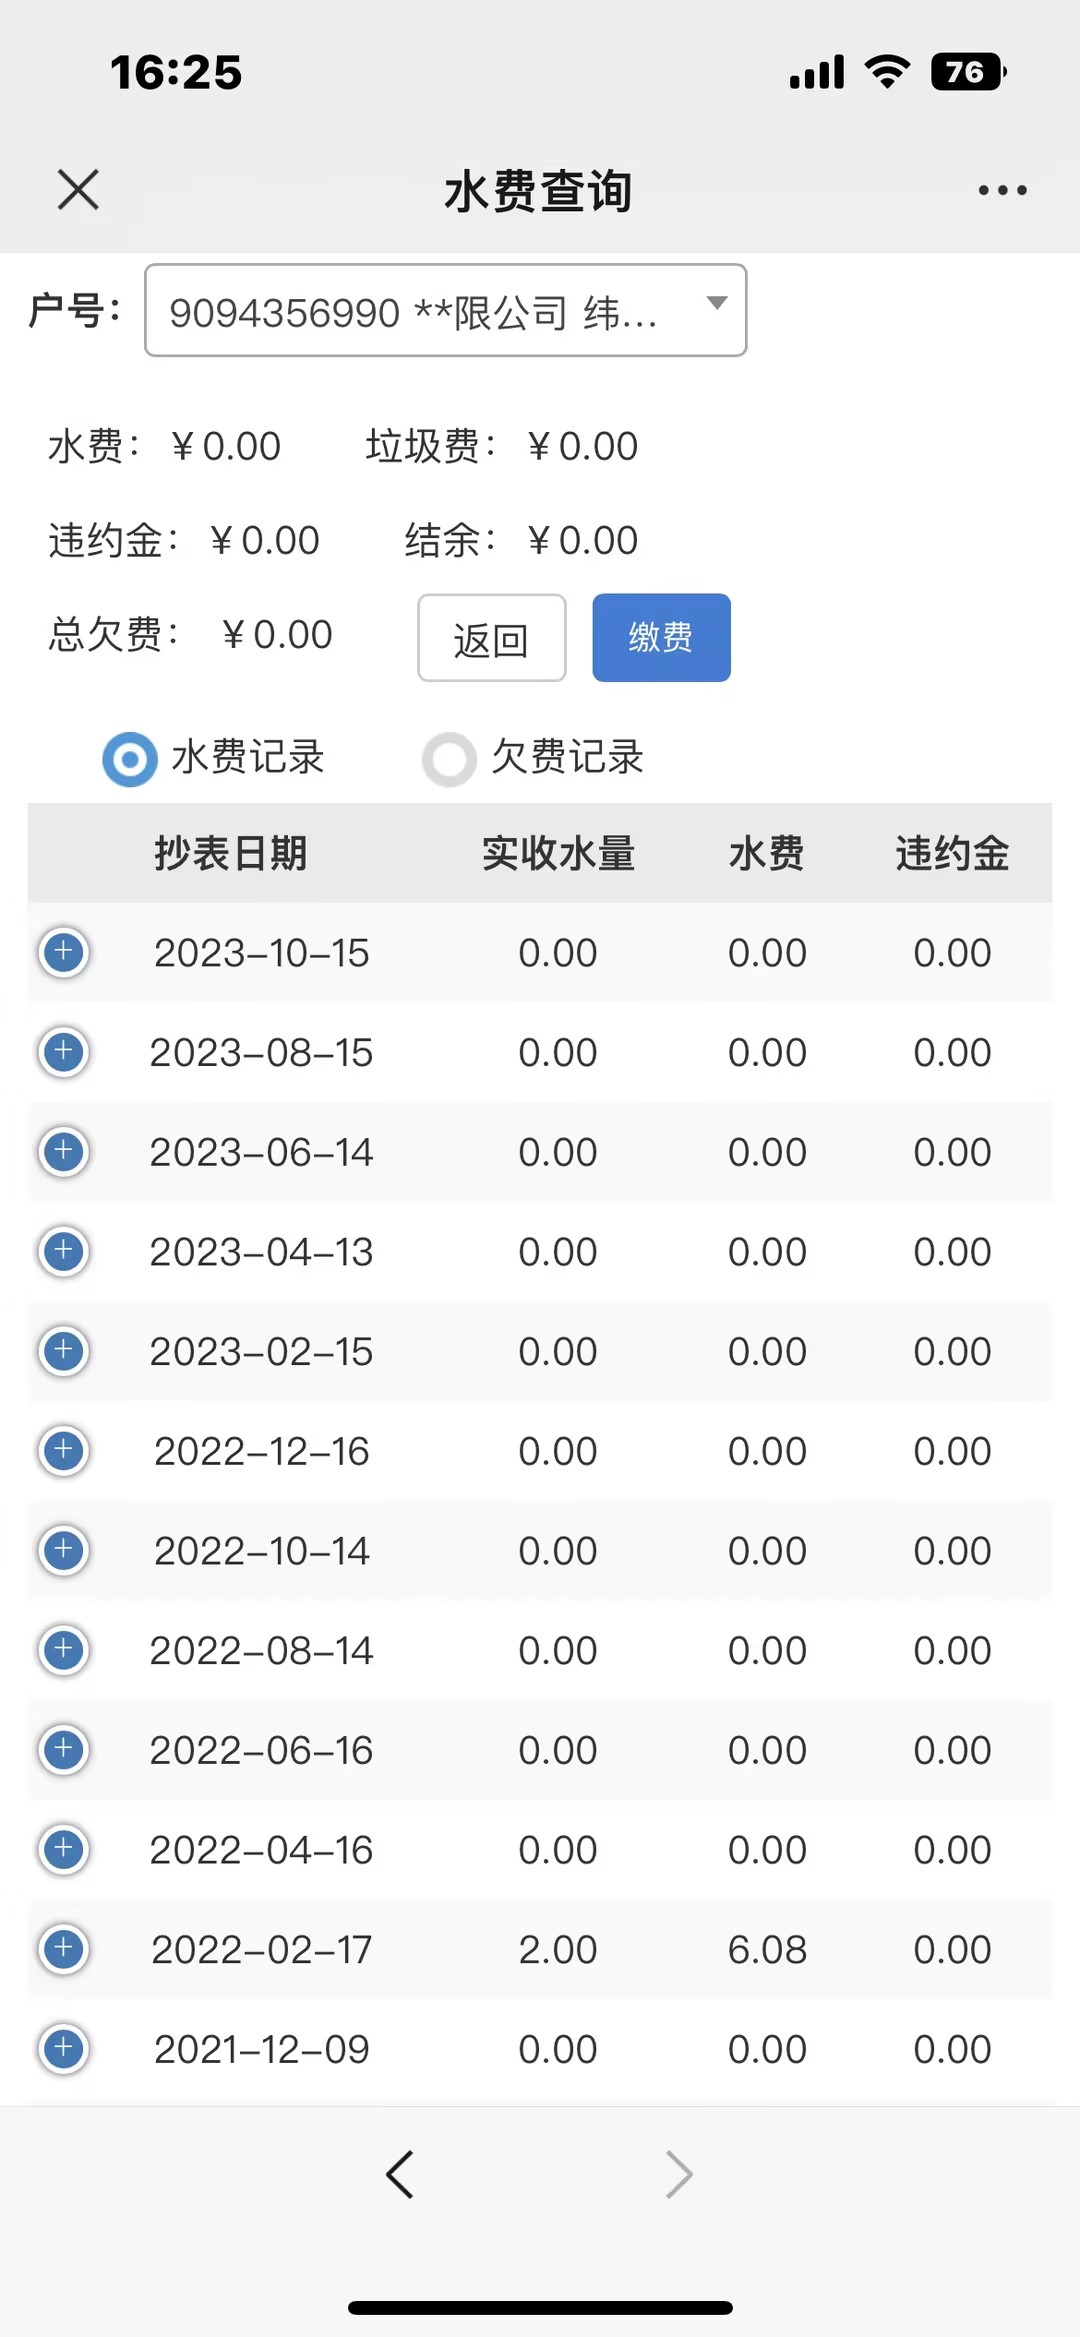 16:25 76
水费查询
户号： 9094356990 **限公司 纬...
水费： ￥0.00 垃圾费： ￥0.00
违约金： ￥0.00 结余： ￥0.00
总欠费： ￥0.00 返回 缴费
水费记录 欠费记录
抄表日期 实收水量 水费 违约金
2023-10-15 0.00 0.00 0.00
2023-08-15 0.00 0.00 0.00
2023-06-14 0.00 0.00 0.00
2023-04-13 0.00 0.00 0.00
2023-02-15 0.00 0.00 0.00
2022-12-16 0.00 0.00 0.00
2022-10-14 0.00 0.00 0.00
2022-08-14 0.00 0.00 0.00
2022-06-16 0.00 0.00 0.00
2022-04-16 0.00 0.00 0.00
2022-02-17 2.00 6.08 0.00
2021-12-09 0.00 0.00 0.00